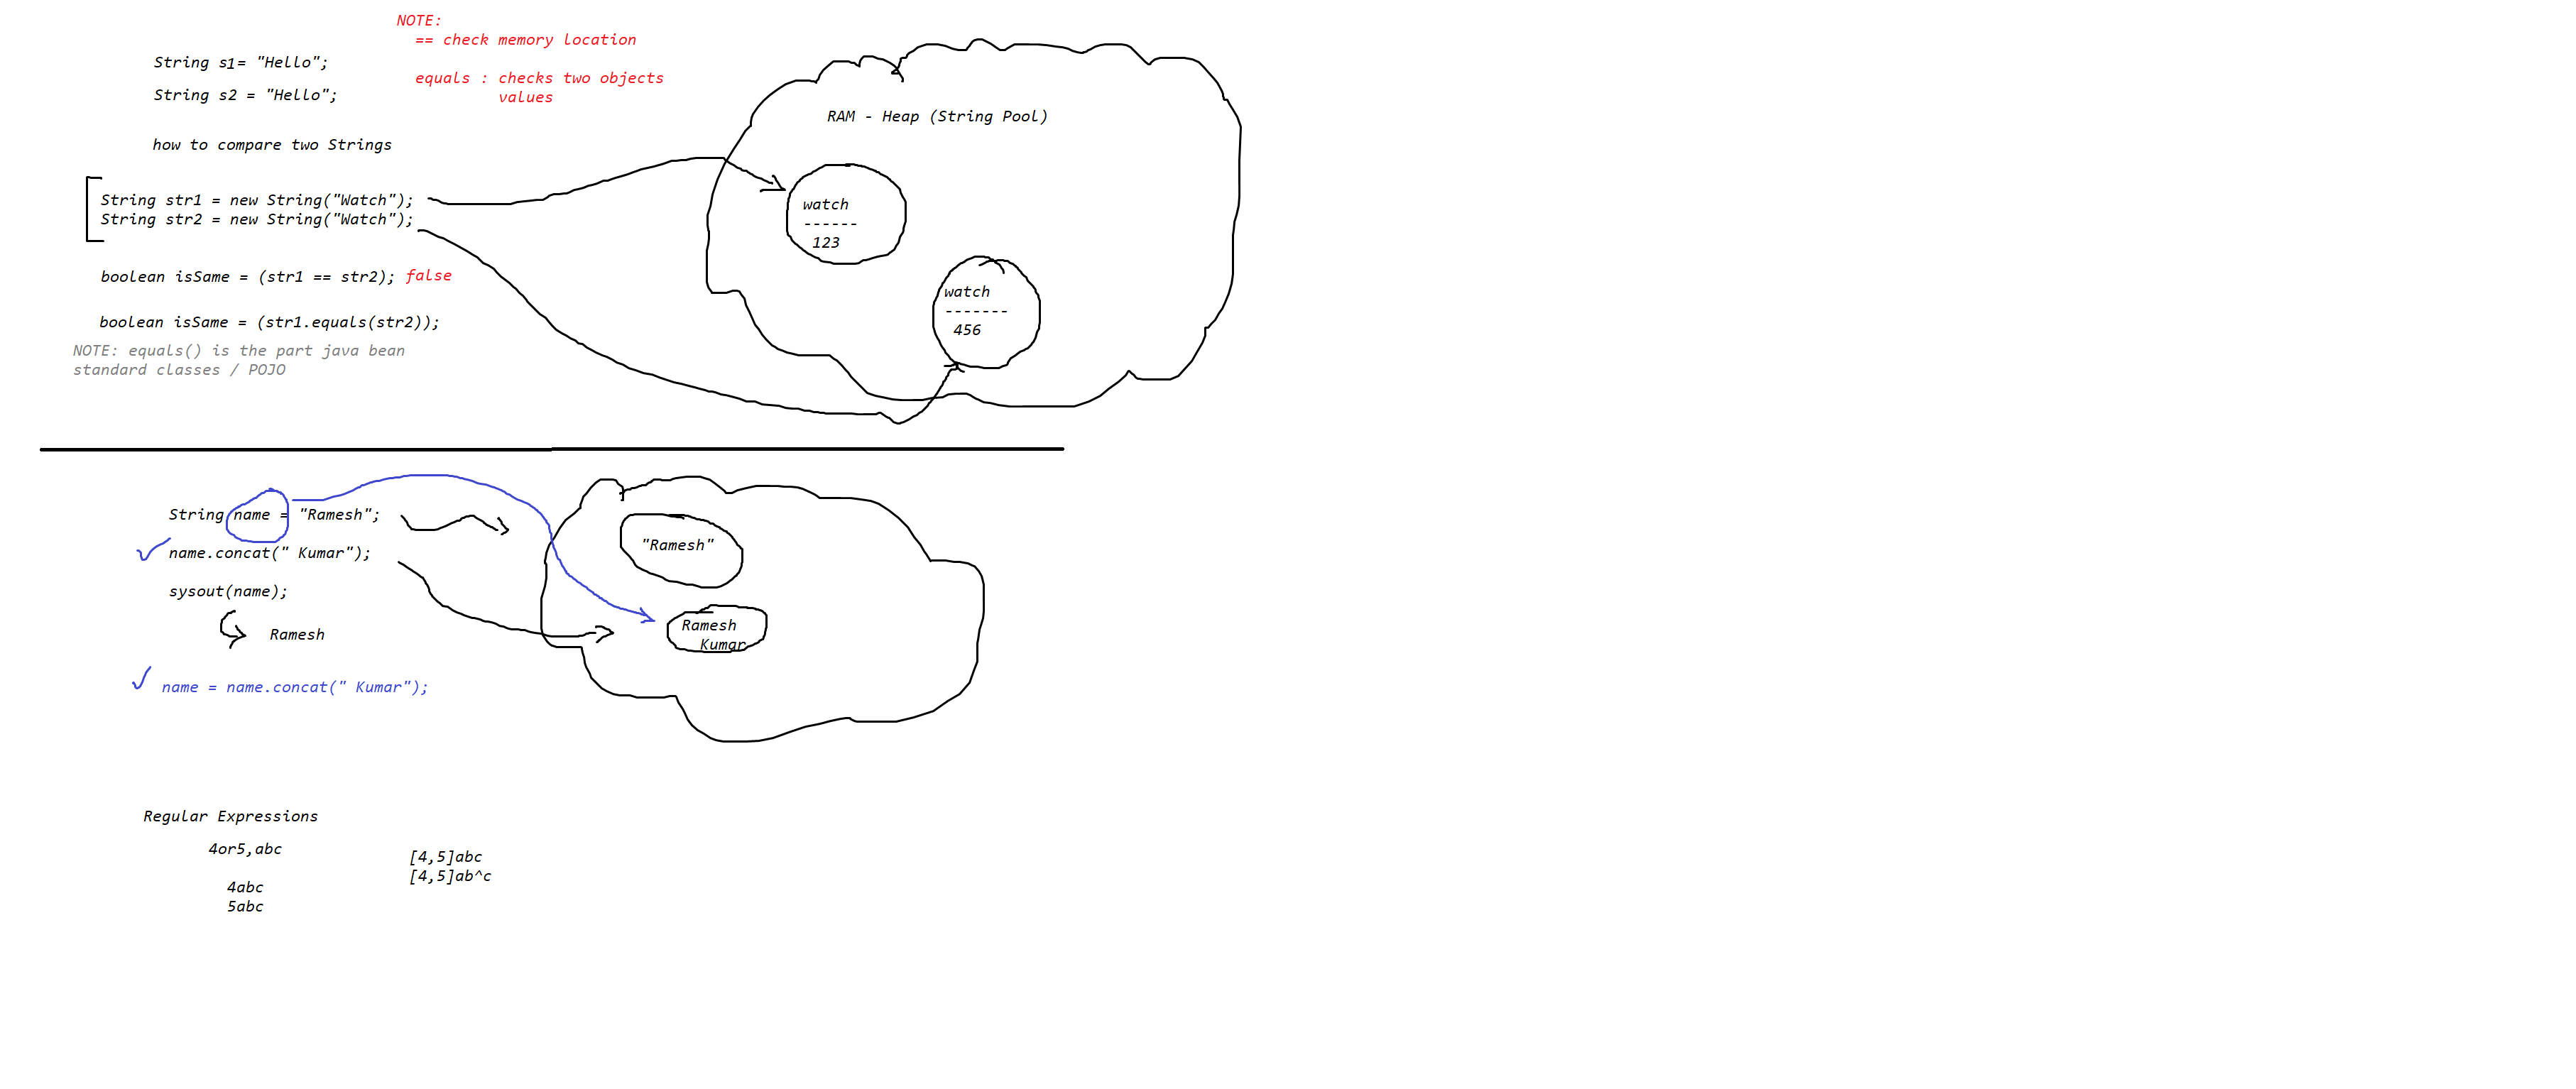 NOTE:
== check memory location
equals : checks two objects
values
String s1= "Hello";
String s2 = "Hello";
how to compare two Strings
String str1 = new String("Watch");
String str2 = new String("Watch");
boolean isSame = (str1 == str2); false
boolean isSame = (str1.equals(str2));
NOTE: equals() is the part java bean
standard classes / POJO
RAM - Heap (String Pool)
watch
------
123
watch
-------
456
String name = "Ramesh";
name.concat(" Kumar");
sysout(name);
Ramesh
name = name.concat(" Kumar");
"Ramesh"
Ramesh
Kumar
Regular Expressions
4or5,abc
4abc
5abc
[4,5]abc
[4,5]ab^c